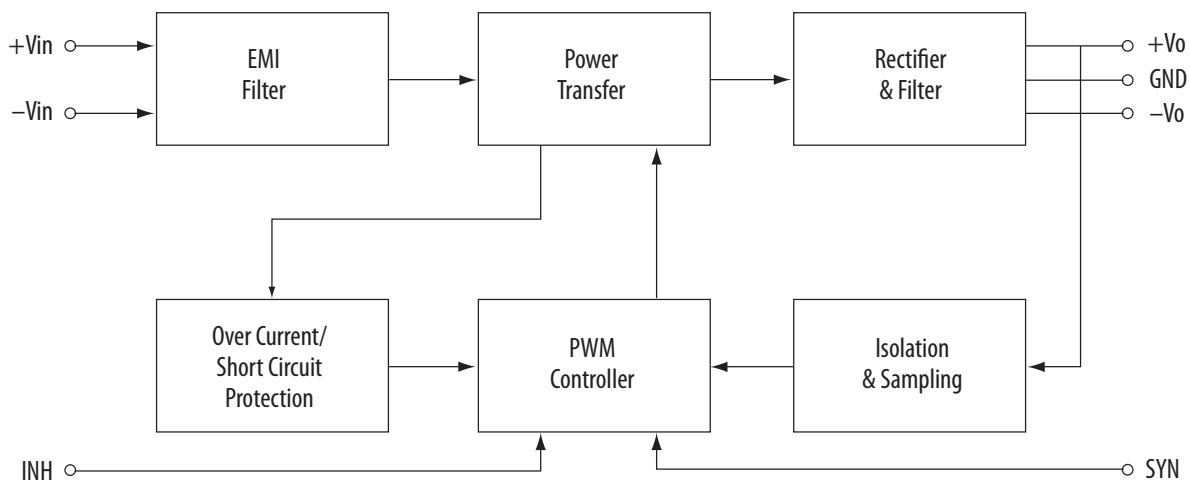 +Vin
EMI
Filter
Power
Transfer
Rectifier
& Filter
+Vo
GND
–Vin
–Vo
Over Current/
Short Circuit
Protection
PWM
Controller
Isolation
& Sampling
INH
SYN